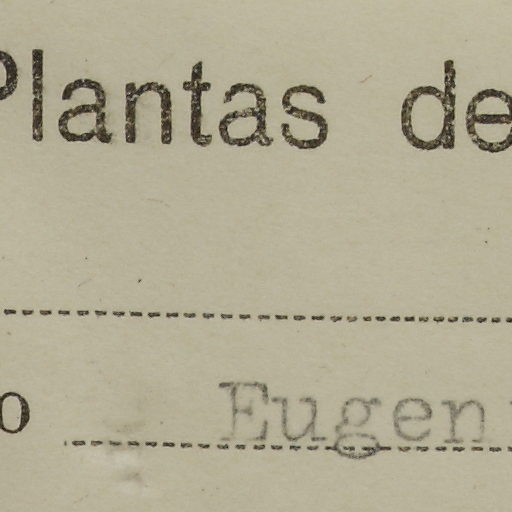 Plantas de
o Eugen